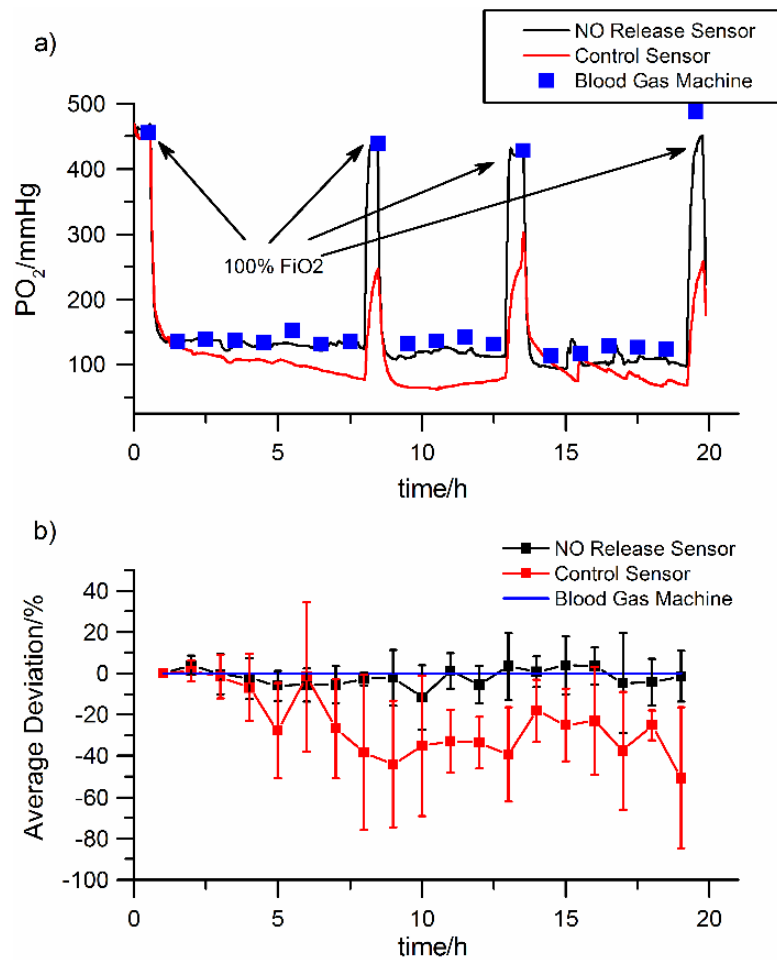 a)
NO Release Sensor
Control Sensor
Blood Gas Machine
500
400
300
200
100
PO2/mmHg
100% FiO2
0 5 10 15 20
time/h
b)
NO Release Sensor
Control Sensor
Blood Gas Machine
40
20
0
-20
-40
-60
-80
-100
Average Deviation/%
0 5 10 15 20
time/h